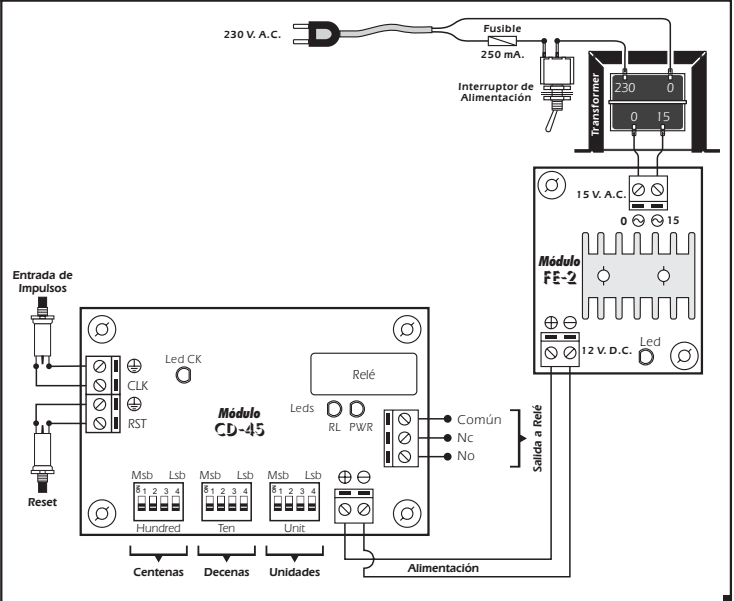 230 V. A.C.
Fusible
250 mA.
Interruptor de
Alimentación
Transformer
230 0
0 15
15 V. A.C.
0 15
Módulo
FE-2
12 V. D.C.
Led
Entrada de
Impulsos
Led CK
Relé
CLK
RST
Módulo
CD-45
Leds
RL PWR
Común
Nc
No
Salida a Relé
Reset
Msb Lsb
Msb Lsb
Msb Lsb
1 2 3 4
1 2 3 4
1 2 3 4
Hundred
Ten
Unit
Centenas
Decenas
Unidades
Alimentación